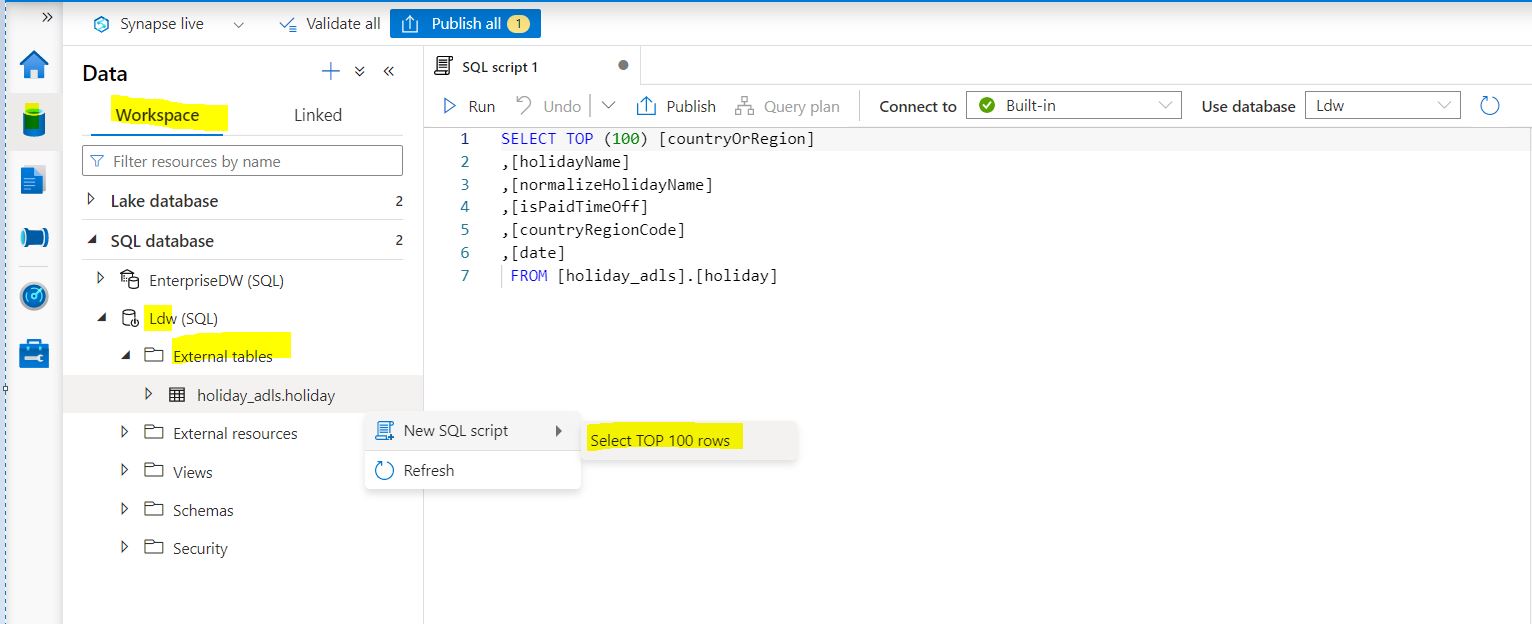 Synapse live
Validate all
Publish all 1
Data
Workspace
Linked
Filter resources by name
Lake database 2
SQL database 2
EnterpriseDW (SQL)
Ldw (SQL)
External tables
holiday_adls.holiday
External resources
Views
Schemas
Security
New SQL script
Refresh
Select TOP 100 rows
SQL script 1
Run Undo Publish Query plan Connect to Built-in Use database Ldw
1 SELECT TOP (100) [countryOrRegion]
2 ,[holidayName]
3 ,[normalizeHolidayName]
4 ,[isPaidTimeOff]
5 ,[countryRegionCode]
6 ,[date]
7 FROM [holiday_adls].[holiday]